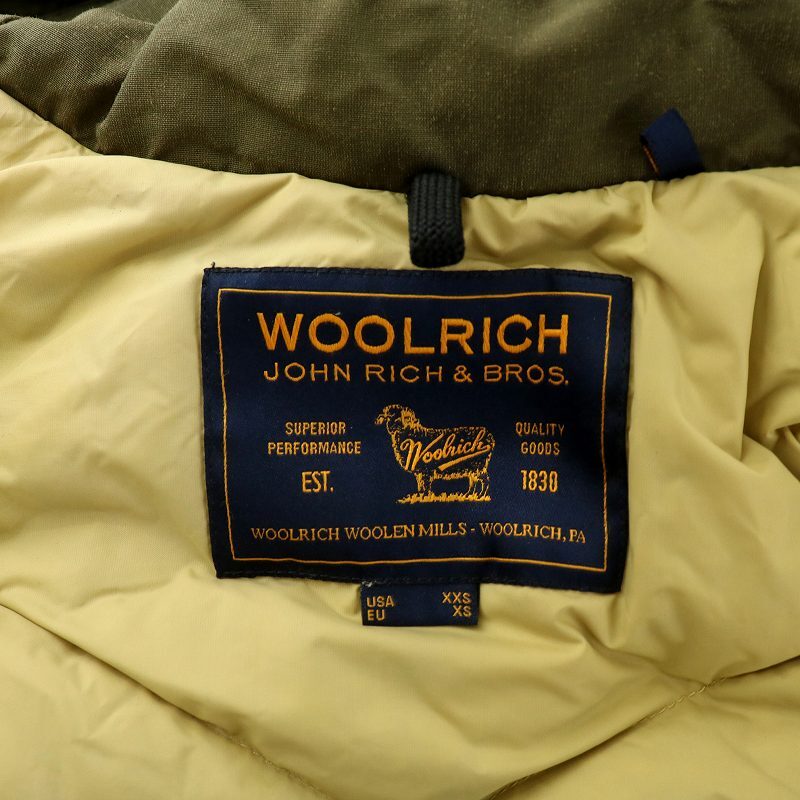 WOOLRICH
JOHN RICH & BROS.
SUPERIOR PERFORMANCE
Woolrich
QUALITY GOODS
EST. 1830
WOOLRICH WOOLEN MILLS - WOOLRICH, PA
USA XXS
EU XS